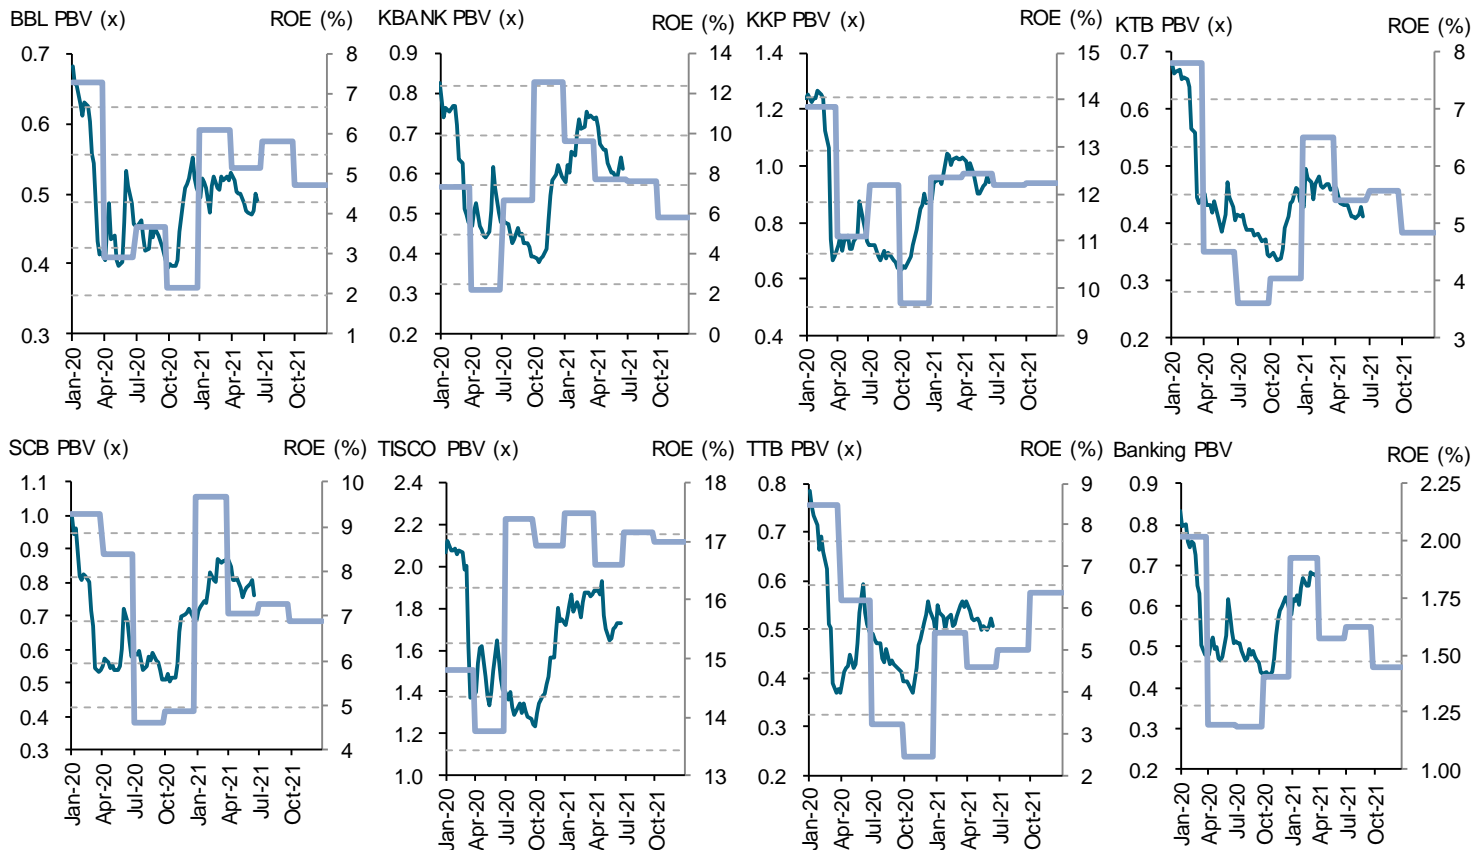 BBL PBV (x) ROE (%)
0.7
0.6
0.5
0.4
0.3
8
7
6
5
4
3
2
1
Jan-20
Apr-20
Jul-20
Oct-20
Jan-21
Apr-21
Jul-21
Oct-21
KBANK PBV (x) ROE (%)
0.9
0.8
0.7
0.6
0.5
0.4
0.3
0.2
14
12
10
8
6
4
2
0
Jan-20
Apr-20
Jul-20
Oct-20
Jan-21
Apr-21
Jul-21
Oct-21
KKP PBV (x) ROE (%)
1.4
1.2
1.0
0.8
0.6
0.4
15
14
13
12
11
10
9
Jan-20
Apr-20
Jul-20
Oct-20
Jan-21
Apr-21
Jul-21
Oct-21
KTB PBV (x) ROE (%)
0.7
0.6
0.5
0.4
0.3
0.2
8
7
6
5
4
3
Jan-20
Apr-20
Jul-20
Oct-20
Jan-21
Apr-21
Jul-21
Oct-21
SCB PBV (x) ROE (%)
1.1
1.0
0.9
0.8
0.7
0.6
0.5
0.4
0.3
10
9
8
7
6
5
4
Jan-20
Apr-20
Jul-20
Oct-20
Jan-21
Apr-21
Jul-21
Oct-21
TISCO PBV (x) ROE (%)
2.4
2.2
2.0
1.8
1.6
1.4
1.2
1.0
18
17
16
15
14
13
Jan-20
Apr-20
Jul-20
Oct-20
Jan-21
Apr-21
Jul-21
Oct-21
TTB PBV (x) ROE (%)
0.8
0.7
0.6
0.5
0.4
0.3
0.2
9
8
7
6
5
4
3
2
Jan-20
Apr-20
Jul-20
Oct-20
Jan-21
Apr-21
Jul-21
Oct-21
Banking PBV ROE (%)
0.9
0.8
0.7
0.6
0.5
0.4
0.3
0.2
2.25
2.00
1.75
1.50
1.25
1.00
Jan-20
Apr-20
Jul-20
Oct-20
Jan-21
Apr-21
Jul-21
Oct-21